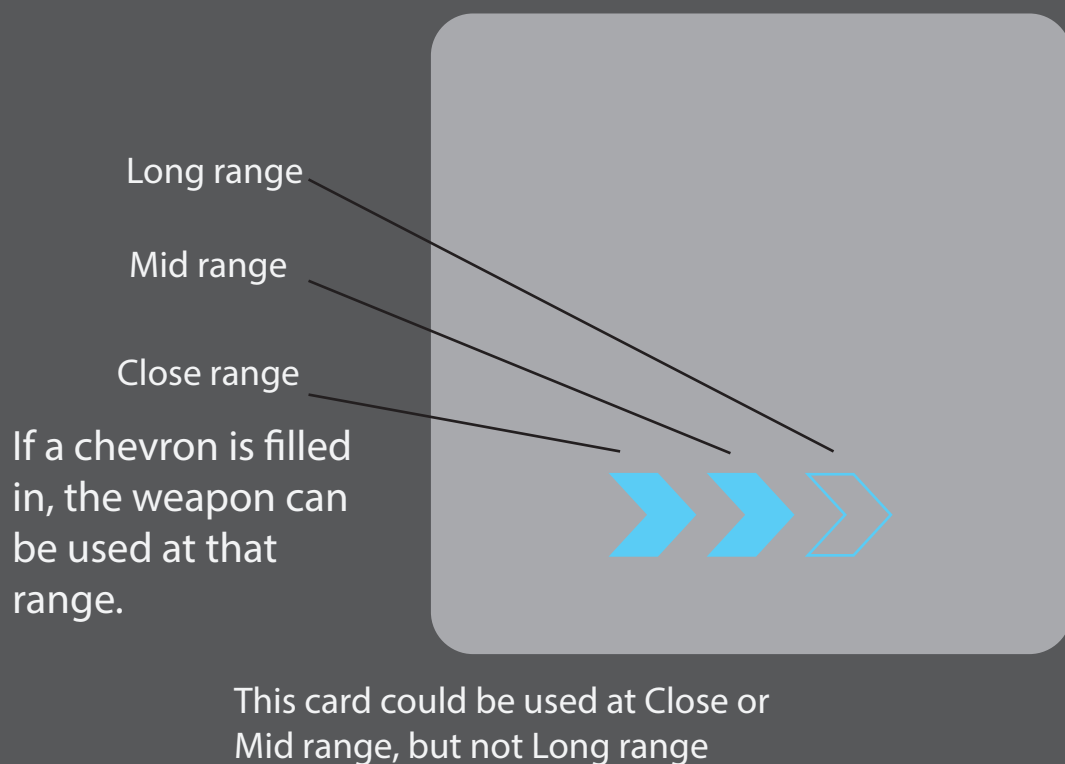 Long range
Mid range
Close range
If a chevron is filled
in, the weapon can
be used at that
range.
This card could be used at Close or
Mid range, but not Long range